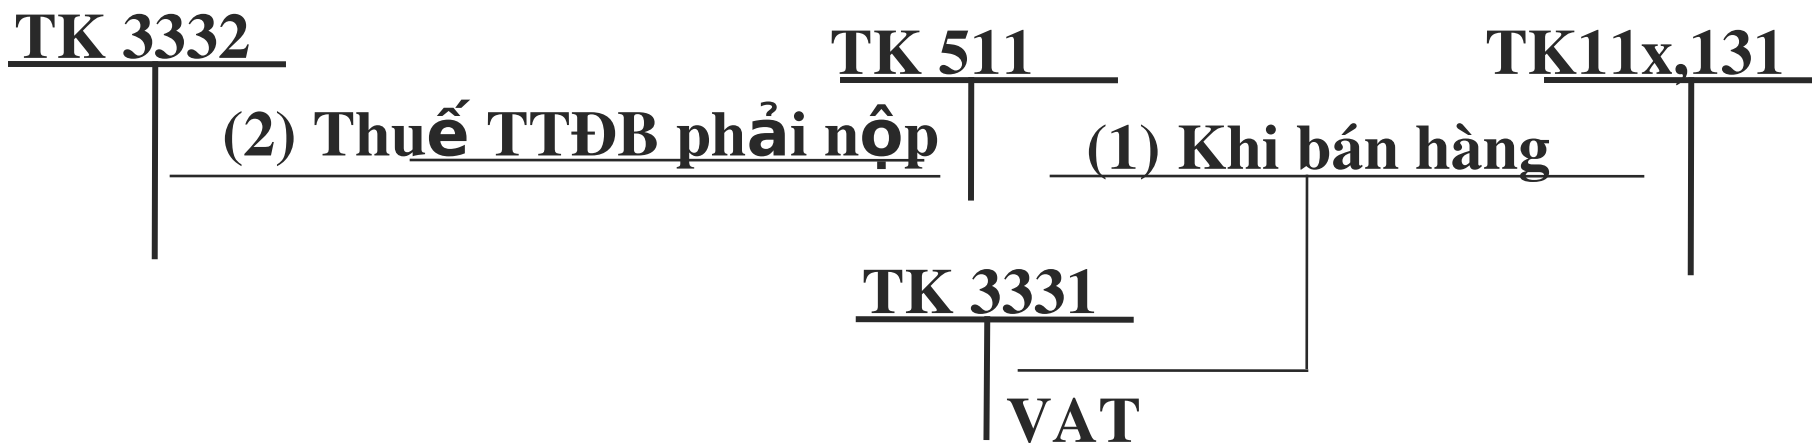 TK 3332
TK 511
TK11x,131
(2) Thuế TTĐB phải nộp
(1) Khi bán hàng
TK 3331
VAT